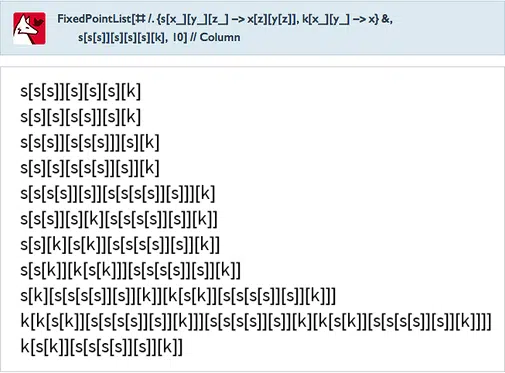 FixedPointList[# /. {s[x_][y_][z_] → x[z][y[z]], k[x_][y_] → x} &,
s[s[s]][s][s][s][k], 10] // Column
s[s[s]][s][s][s][k]
s[s][s][s[s]][s][k]
s[s[s]][s[s[s]]][s][k]
s[s][s][s[s[s]][s]][k]
s[s[s[s]][s]][s[s[s[s]][s]]][k]
s[s[s]][s][k][s[s[s[s]][s]][k]]
s[s][k][s[k]][s[s[s[s]][s]][k]]
s[s[k]][k[s[k]]][s[s[s[s]][s]][k]]
s[k][s[s[s[s]][s]][k]][k[s[k]][s[s[s[s]][s]][k]]]
k[k[s[k]][s[s[s[s]][s]][k]]][s[s[s[s]][s]][k][k[s[k]][s[s[s[s]][s]][k]]]]
k[s[k]][s[s[s[s]][s]][k]]